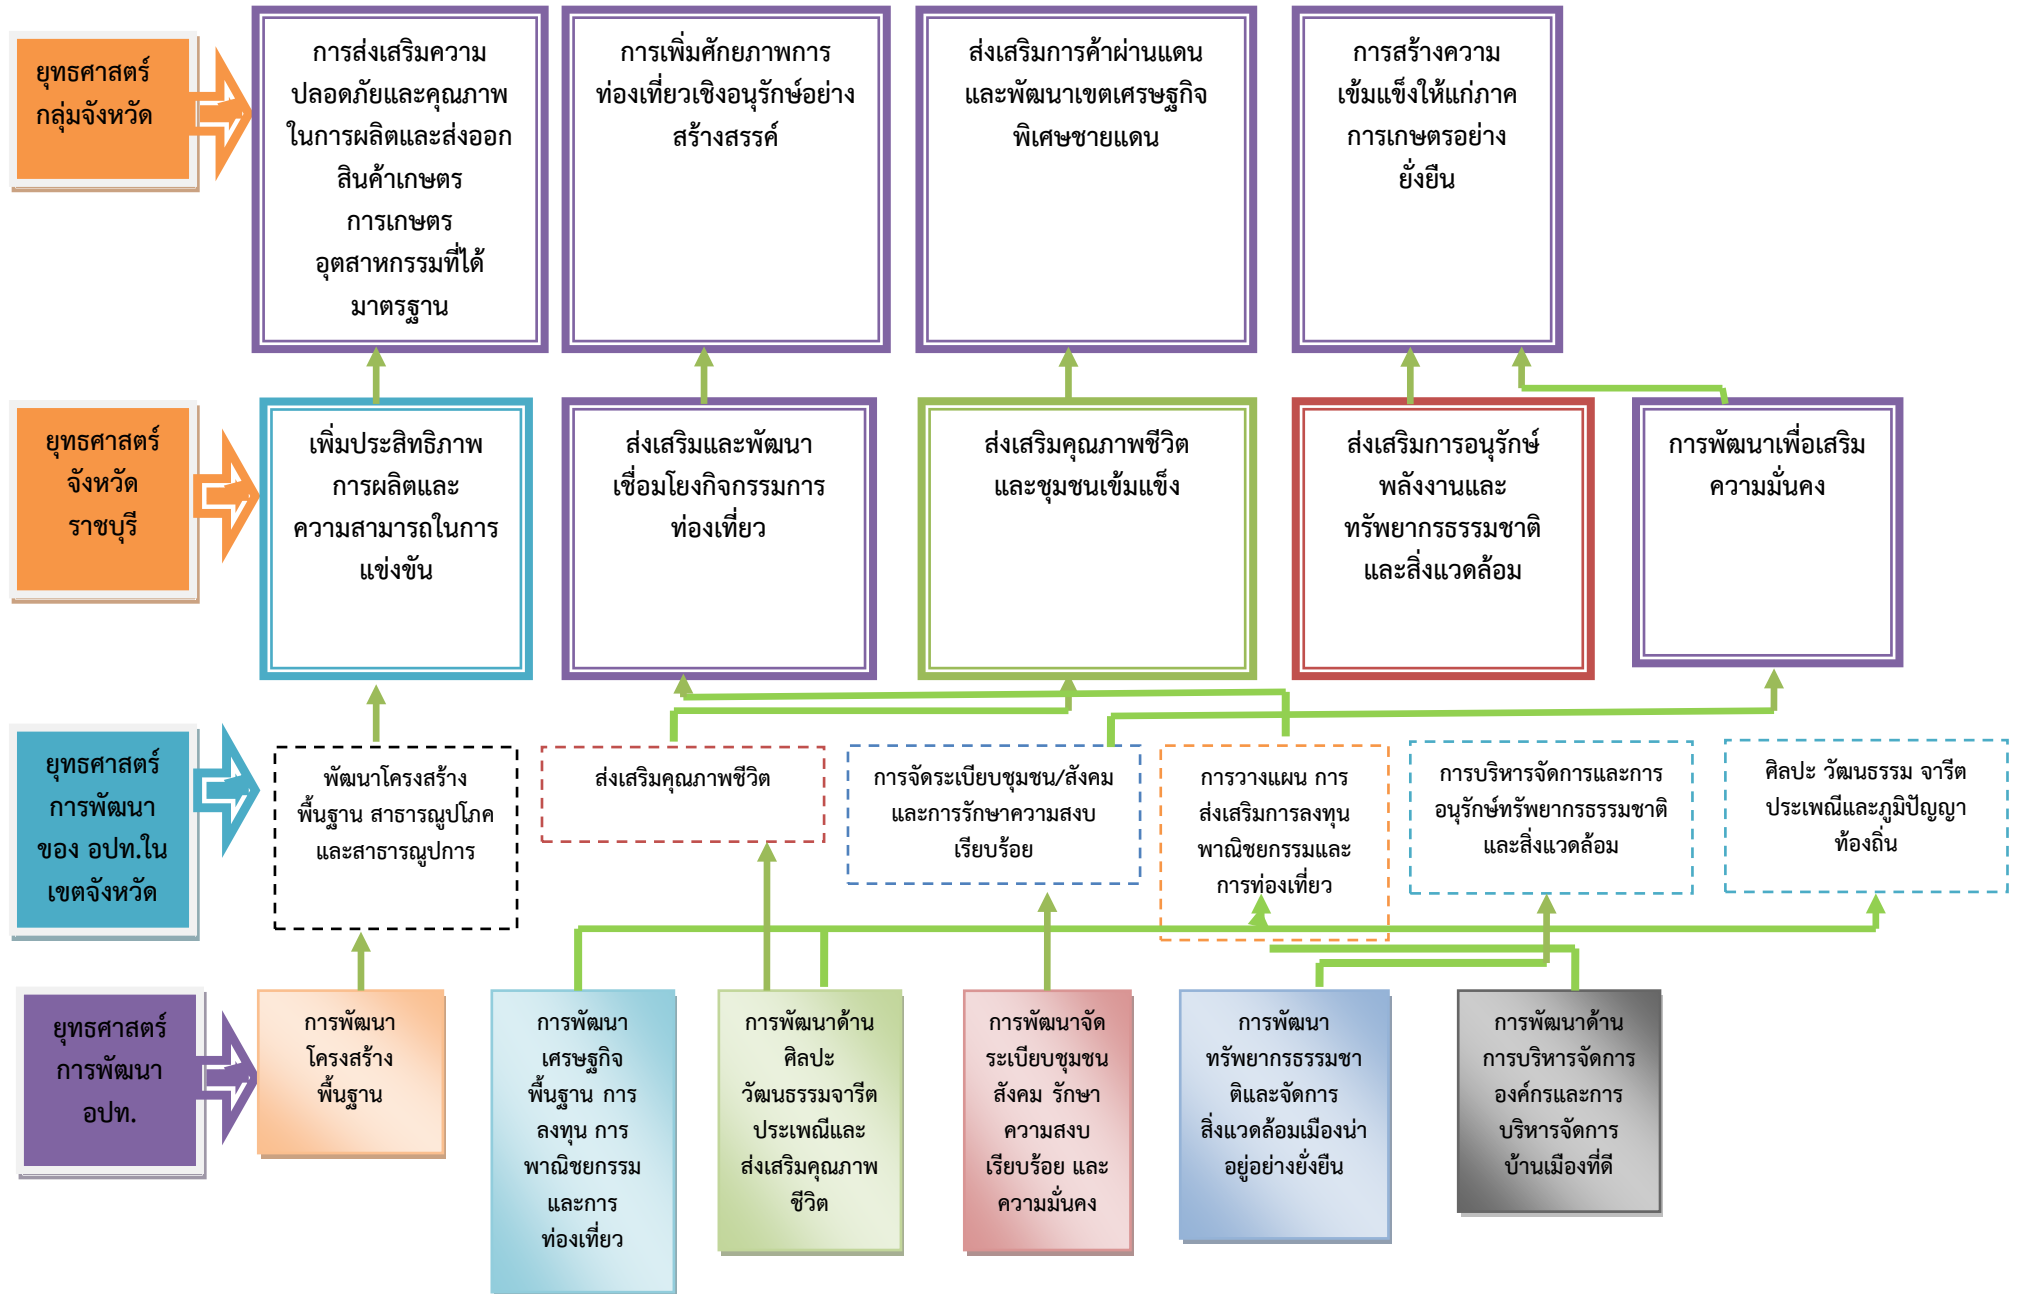 ยุทธศาสตร์
กลุ่มจังหวัด
การส่งเสริมความ
ปลอดภัยและคุณภาพ
ในการผลิตและส่งออก
สินค้าเกษตร
การเกษตร
อุตสาหกรรมที่ได้
มาตรฐาน
การเพิ่มศักยภาพการ
ท่องเที่ยวเชิงอนุรักษ์อย่าง
สร้างสรรค์
ส่งเสริมการค้าผ่านแดน
และพัฒนาเขตเศรษฐกิจ
พิเศษชายแดน
การสร้างความ
เข้มแข็งให้แก่ภาค
การเกษตรอย่าง
ยั่งยืน
ยุทธศาสตร์
จังหวัด
ราชบุรี
เพิ่มประสิทธิภาพ
การผลิตและ
ความสามารถในการ
แข่งขัน
ส่งเสริมและพัฒนา
เชื่อมโยงกิจกรรมการ
ท่องเที่ยว
ส่งเสริมคุณภาพชีวิต
และชุมชนเข้มแข็ง
ส่งเสริมการอนุรักษ์
พลังงานและ
ทรัพยากรธรรมชาติ
และสิ่งแวดล้อม
การพัฒนาเพื่อเสริม
ความมั่นคง
ยุทธศาสตร์
การพัฒนา
ของ อปท.ใน
เขตจังหวัด
พัฒนาโครงสร้าง
พื้นฐาน สาธารณูปโภค
และสาธารณูปการ
ส่งเสริมคุณภาพชีวิต
การจัดระเบียบชุมชน/สังคม
และการรักษาความสงบ
เรียบร้อย
การวางแผน การ
ส่งเสริมการลงทุน
พาณิชยกรรมและ
การท่องเที่ยว
การบริหารจัดการและการ
อนุรักษ์ทรัพยากรธรรมชาติ
และสิ่งแวดล้อม
ศิลปะ วัฒนธรรม จารีต
ประเพณีและภูมิปัญญา
ท้องถิ่น
ยุทธศาสตร์
การพัฒนา
อปท.
การพัฒนา
โครงสร้าง
พื้นฐาน
การพัฒนา
เศรษฐกิจ
พื้นฐาน การ
ลงทุน การ
พาณิชยกรรม
และการ
ท่องเที่ยว
การพัฒนาด้าน
ศิลปะ
วัฒนธรรมจารีต
ประเพณีและ
ส่งเสริมคุณภาพ
ชีวิต
การพัฒนาจัด
ระเบียบชุมชน
สังคม รักษา
ความสงบ
เรียบร้อย และ
ความมั่นคง
การพัฒนา
ทรัพยากรธรรมชา
ติและจัดการ
สิ่งแวดล้อมเมืองน่า
อยู่อย่างยั่งยืน
การพัฒนาด้าน
การบริหารจัดการ
องค์กรและการ
บริหารจัดการ
บ้านเมืองที่ดี